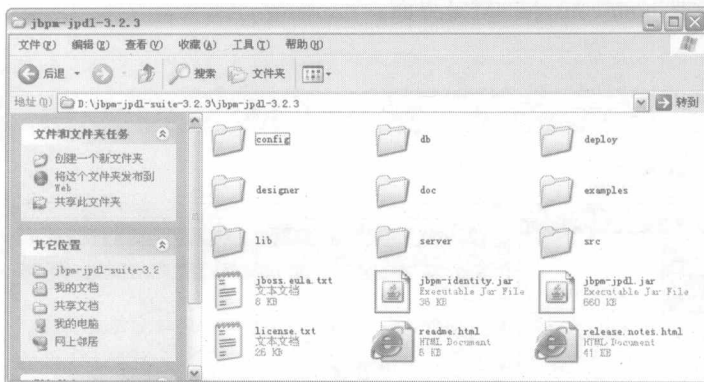 jbpm-jpdl-3.2.3
文件(F) 编辑(E) 查看(V) 收藏(A) 工具(T) 帮助(H)
后退 搜索 文件夹
地址(D) D:\jbpm-jpdl-suite-3.2.3\jbpm-jpdl-3.2.3 转到
文件和文件夹任务
创建一个新文件夹
将这个文件夹发布到
Web
共享此文件夹
其它位置
jbpm-jpdl-suite-3.2
我的文档
共享文档
我的电脑
网上邻居
config db deploy
designer doc examples
lib server src
jboss.eula.txt
文本文档
8 KB
jbpm-identity.jar
Executable Jar File
36 KB
jbpm-jpdl.jar
Executable Jar File
660 KB
license.txt
文本文档
26 KB
readme.html
HTML Document
5 KB
release.notes.html
HTML Document
41 KB